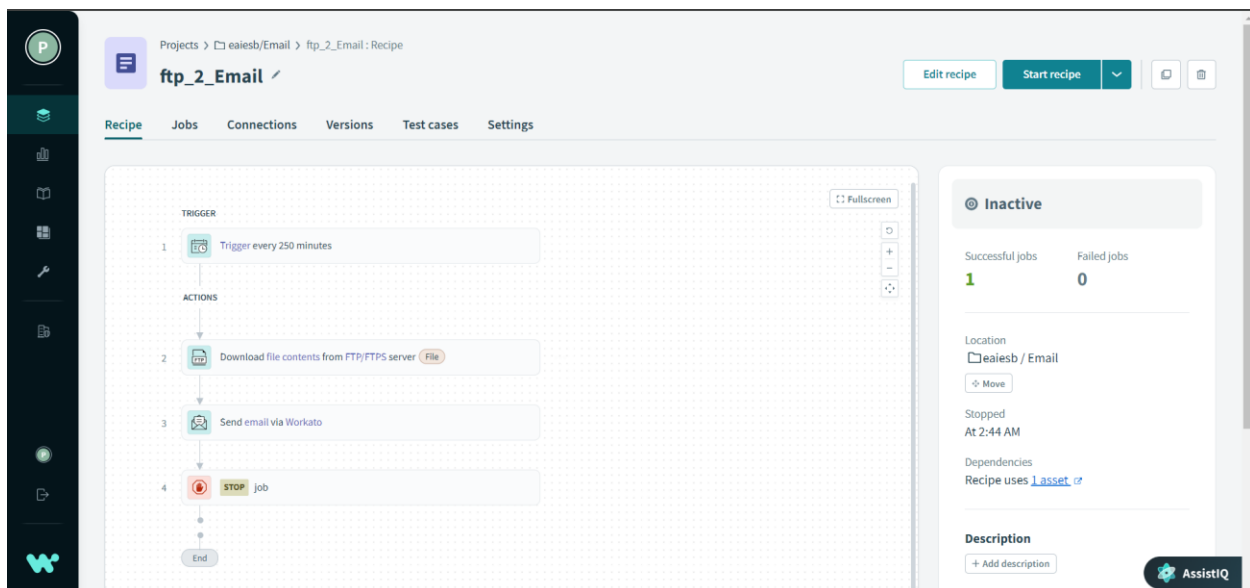 P
Projects > eaiesb/Email > ftp_2_Email : Recipe
ftp_2_Email
Edit recipe
Start recipe
Recipe Jobs Connections Versions Test cases Settings
Fullscreen
TRIGGER
1 Trigger every 250 minutes
ACTIONS
2 FTP Download file contents from FTP/FTPS server File
3 Send email via Workato
4 STOP job
End
Inactive
Successful jobs Failed jobs
1 0
Location
eaiesb / Email
Move
Stopped
At 2:44 AM
Dependencies
Recipe uses 1 asset
Description
+ Add description
AssistIQ